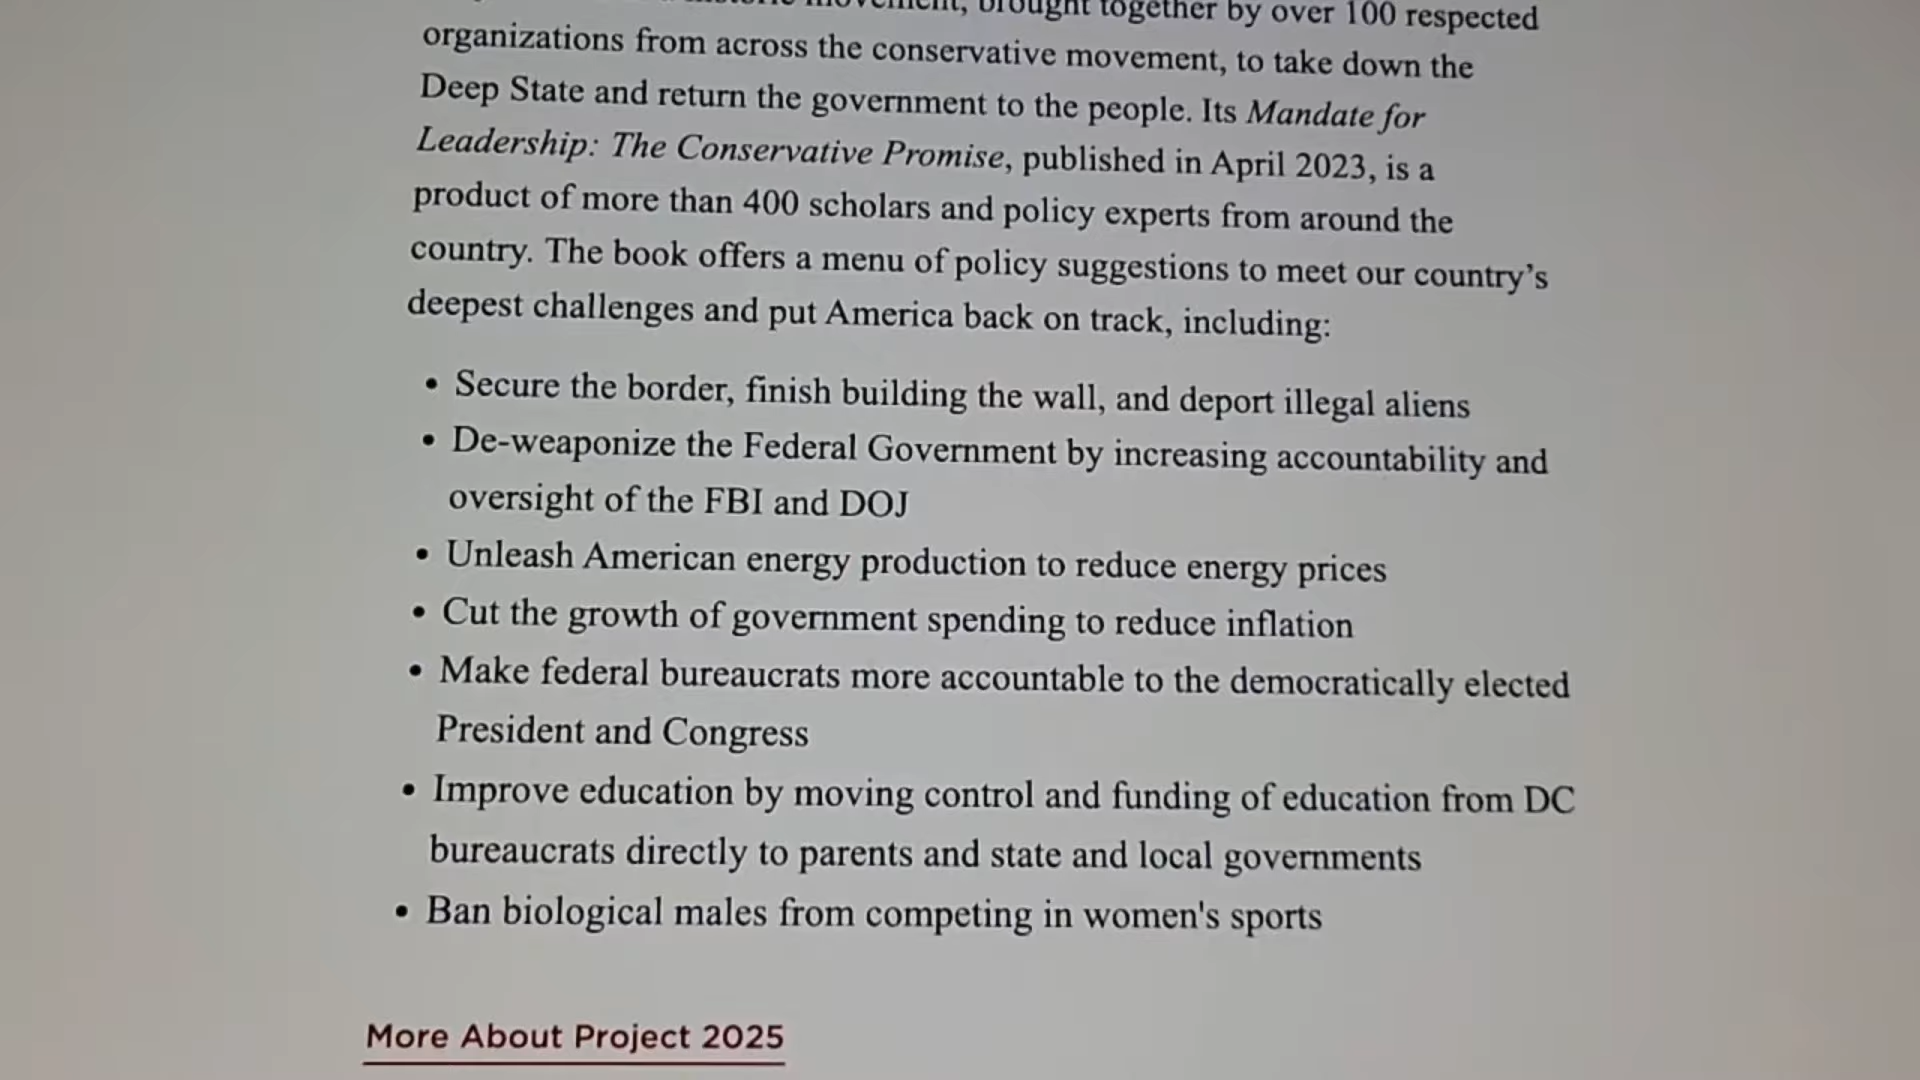 movement, brought together by over 100 respected
organizations from across the conservative movement, to take down the
Deep State and return the government to the people. Its Mandate for
Leadership: The Conservative Promise, published in April 2023, is a
product of more than 400 scholars and policy experts from around the
country. The book offers a menu of policy suggestions to meet our country’s
deepest challenges and put America back on track, including:
• Secure the border, finish building the wall, and deport illegal aliens
• De-weaponize the Federal Government by increasing accountability and
oversight of the FBI and DOJ
• Unleash American energy production to reduce energy prices
• Cut the growth of government spending to reduce inflation
• Make federal bureaucrats more accountable to the democratically elected
President and Congress
• Improve education by moving control and funding of education from DC
bureaucrats directly to parents and state and local governments
• Ban biological males from competing in women's sports
More About Project 2025